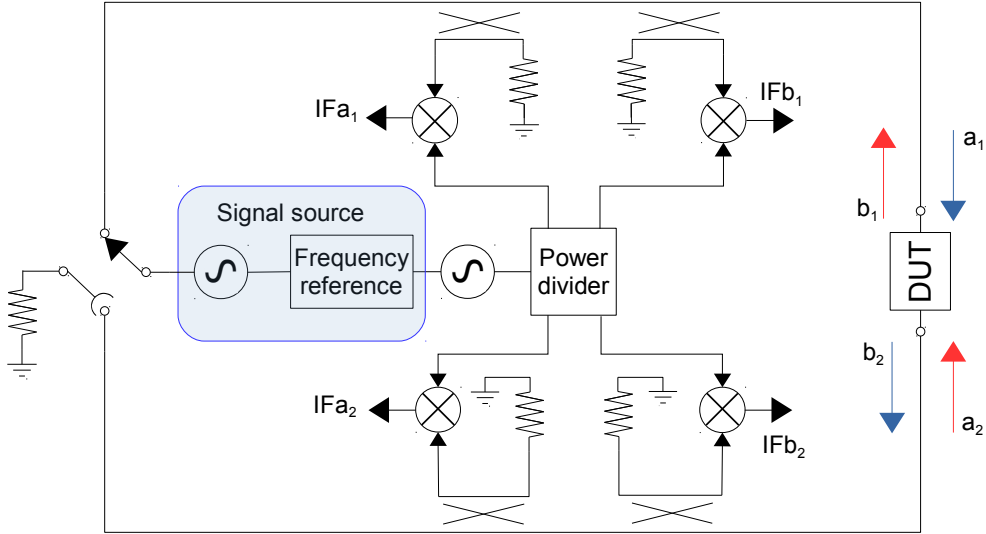 IFa₁
IFb₁
a₁
b₁
Signal source
Frequency
reference
Power
divider
DUT
b₂
a₂
IFa₂
IFb₂